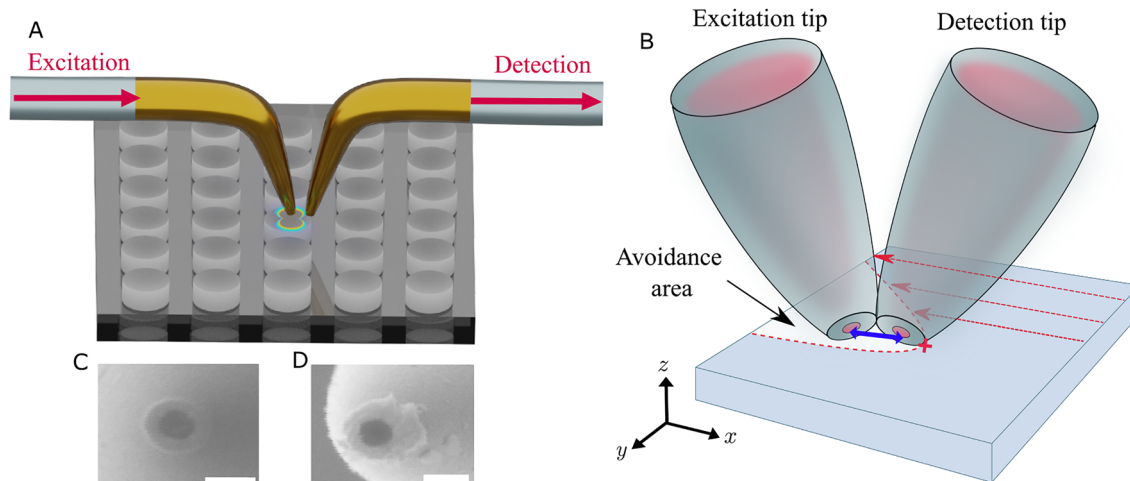 A
Excitation
Detection
B
Excitation tip
Detection tip
Avoidance
area
C
D
z
y
x